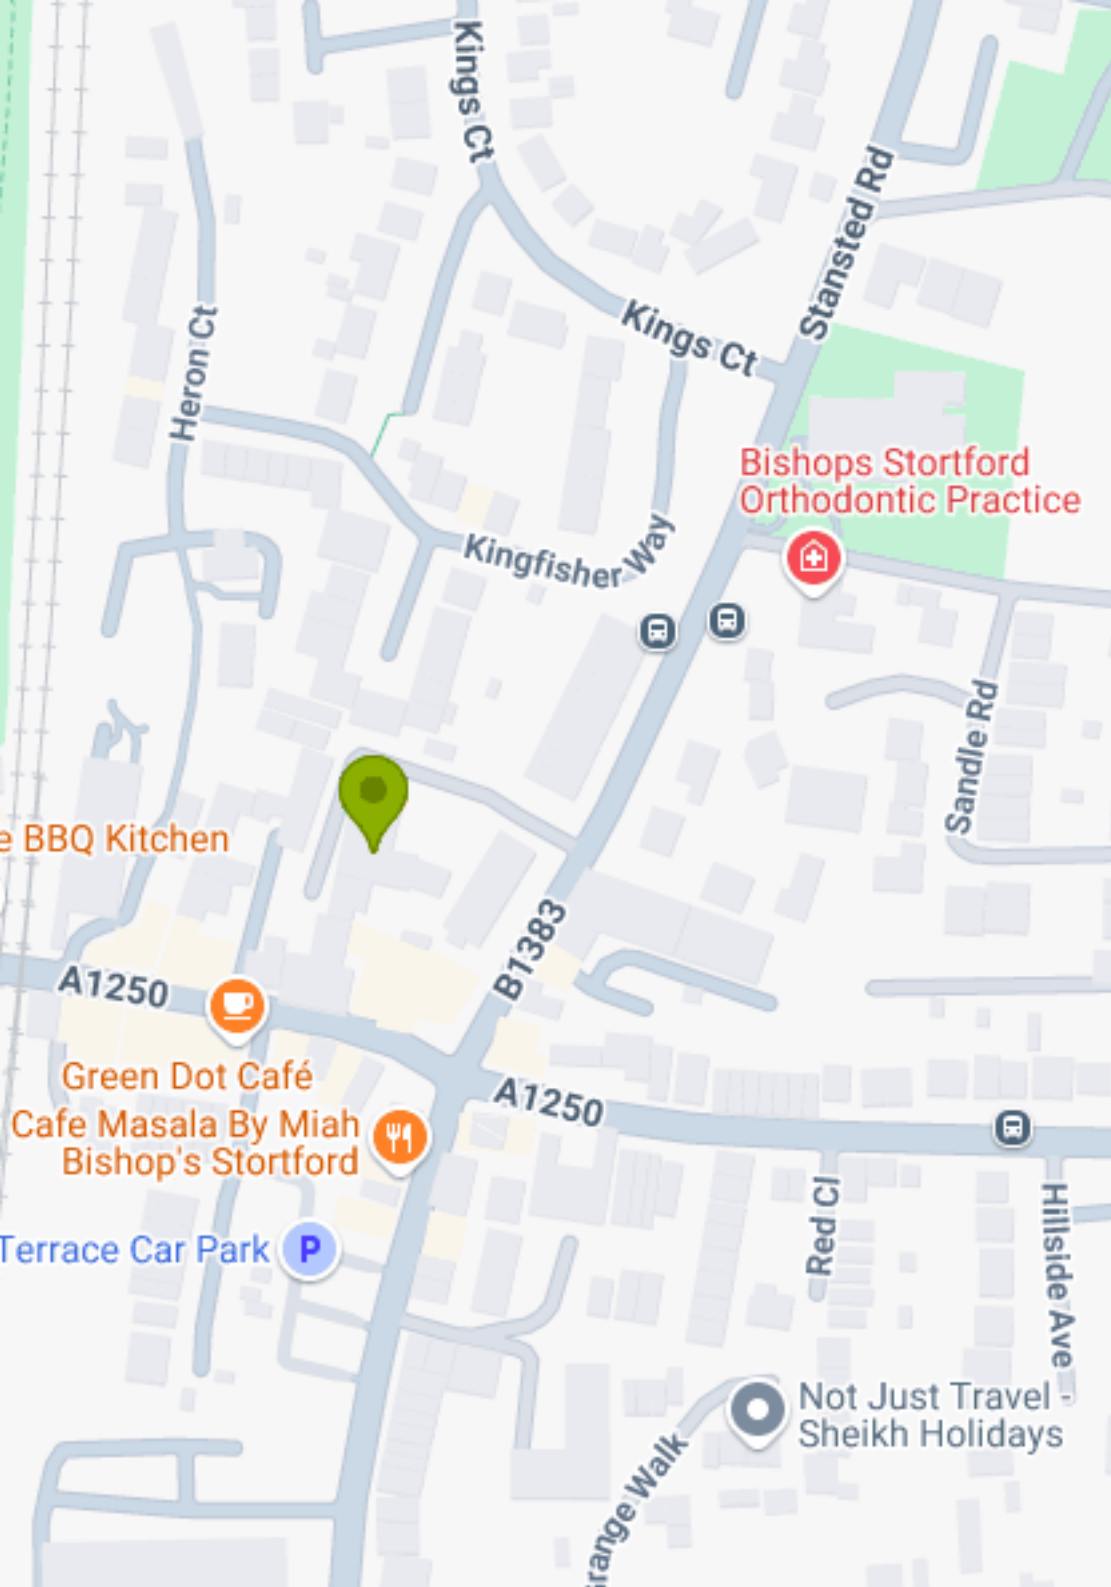 Kings Ct
Stansted Rd
Kings Ct
Heron Ct
Bishops Stortford
Orthodontic Practice
Kingfisher Way
Sandle Rd
e BBQ Kitchen
B1383
A1250
Green Dot Café
A1250
Cafe Masala By Miah
Bishop's Stortford
Red Cl
Hillside Ave
Terrace Car Park
P
Not Just Travel -
Sheikh Holidays
Grange Walk